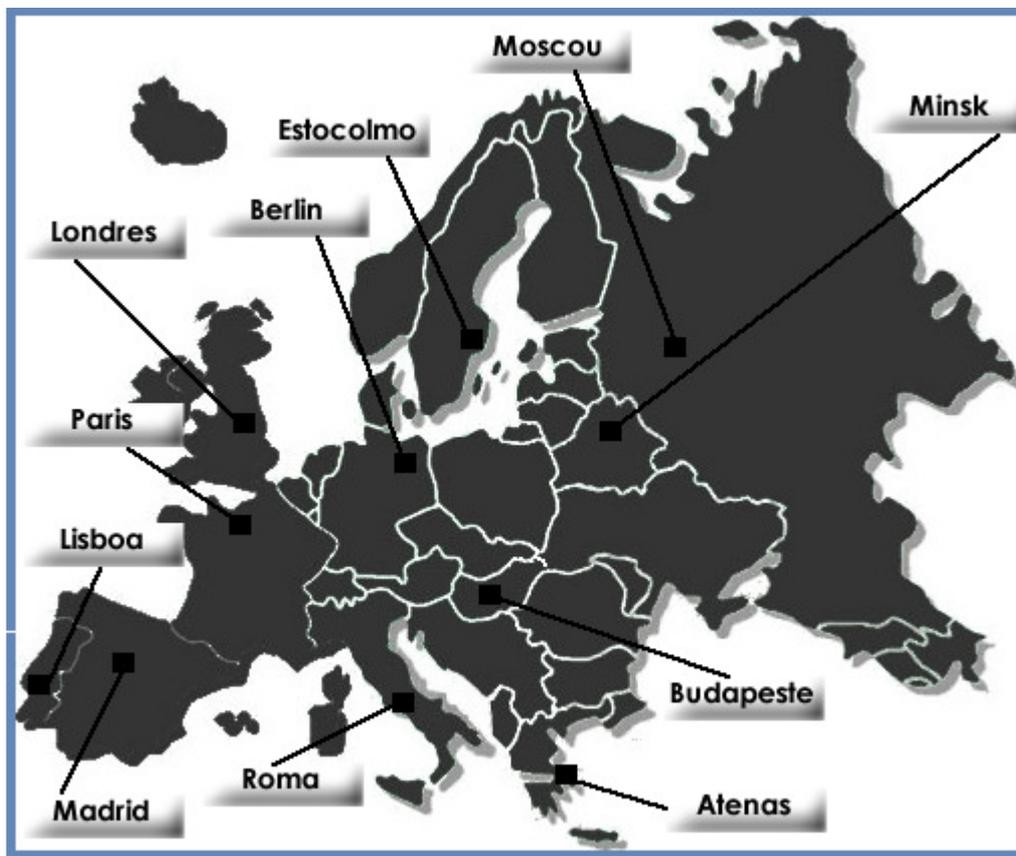 Moscou
Minsk
Estocolmo
Berlin
Londres
Paris
Lisboa
Budapeste
Roma
Madrid
Atenas